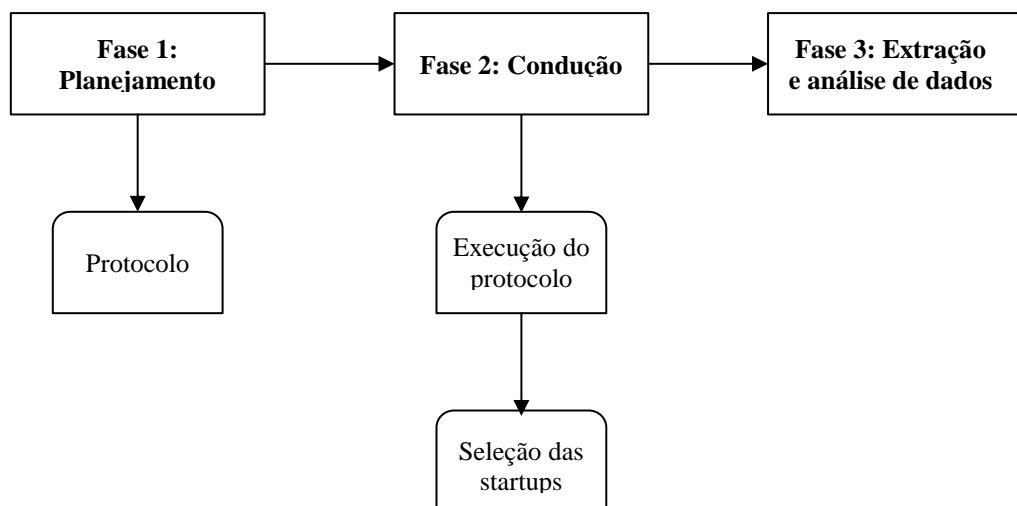 Fase 1:
Planejamento
Fase 2: Condução
Fase 3: Extração
e análise de dados
Protocolo
Execução do
protocolo
Seleção das
startups